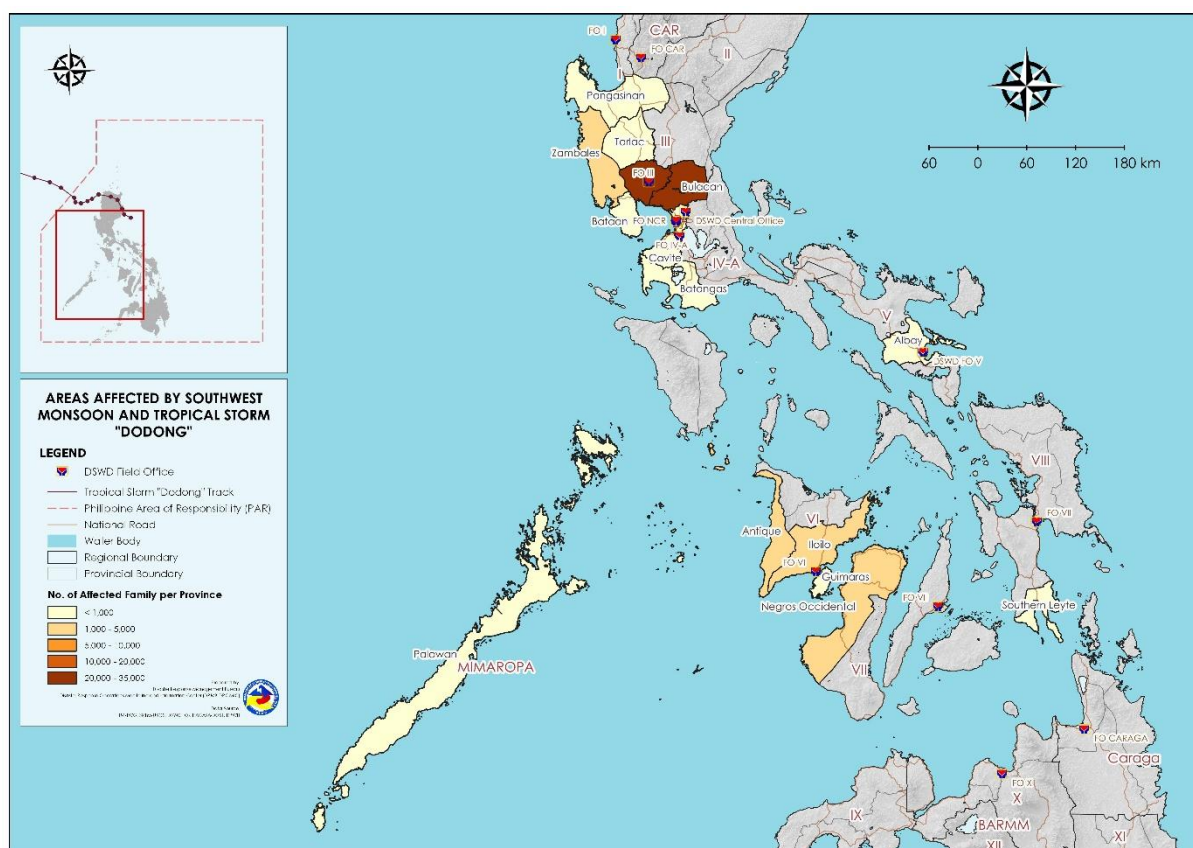 AREAS AFFECTED BY SOUTHWEST
MONSOON AND TROPICAL STORM
"DODONG"
LEGEND
DSWD Field Office
Tropical Storm "Dodong" Track
Philippine Area of Responsibility (PAR)
National Road
Water Body
Regional Boundary
Provincial Boundary
No. of Affected Family per Province
< 1,000
1,000 - 5,000
5,000 - 10,000
10,000 - 20,000
20,000 - 35,000
60 0 60 120 180 km
FO I
CAR
FO CAR
II
I
Pangasinan
Tarlac
III
Zambales
FO III
Bulacan
Bataan
FO NCR
DSWD Central Office
FO IV-A
Cavite
IV-A
Batangas
V
Albay
DSWD FO V
VIII
FO VII
VI
Antique
Iloilo
FO VI
Guimaras
Negros Occidental
FO VII
Southern Leyte
VII
Palawan
MIMAROPA
FO CARAGA
Caraga
FO X
X
IX
BARMM
XI
XII